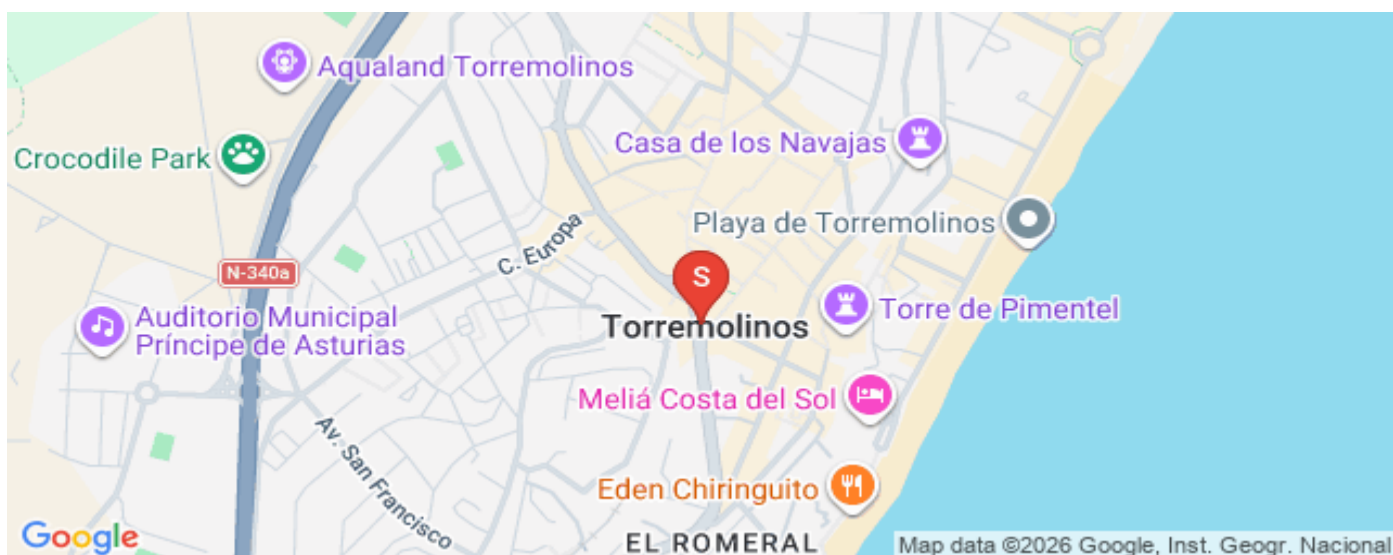 Aqualand Torremolinos
Casa de los Navajas
Crocodile Park
Playa de Torremolinos
C. Europa
N-340a
S
Auditorio Municipal
Príncipe de Asturias
Torre de Pimentel
Torremolinos
Meliá Costa del Sol
Av. San Francisco
Eden Chiringuito
EL ROMERAL
Google
Map data ©2026 Google, Inst. Geogr. Nacional